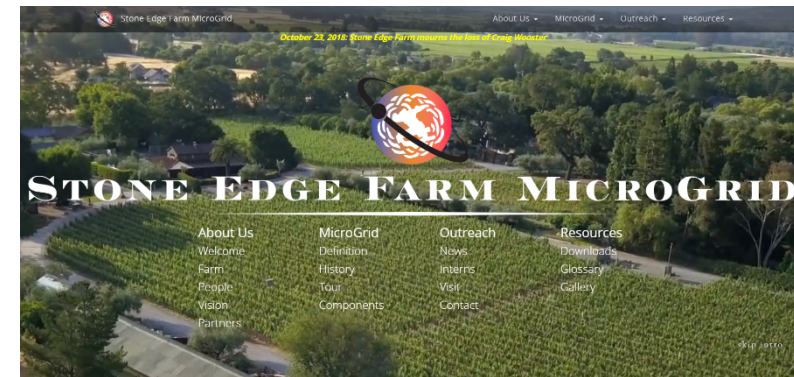 Stone Edge Farm MicroGrid About Us MicroGrid Outreach Resources
October 23, 2018: Stone Edge Farm mourns the loss of Craig Wooster
STONE EDGE FARM MICROGRID
About Us MicroGrid Outreach Resources
Welcome Definition News Downloads
Farm History Interns Glossary
People Tour Visit Gallery
Vision Components Contact
Partners
skip intro